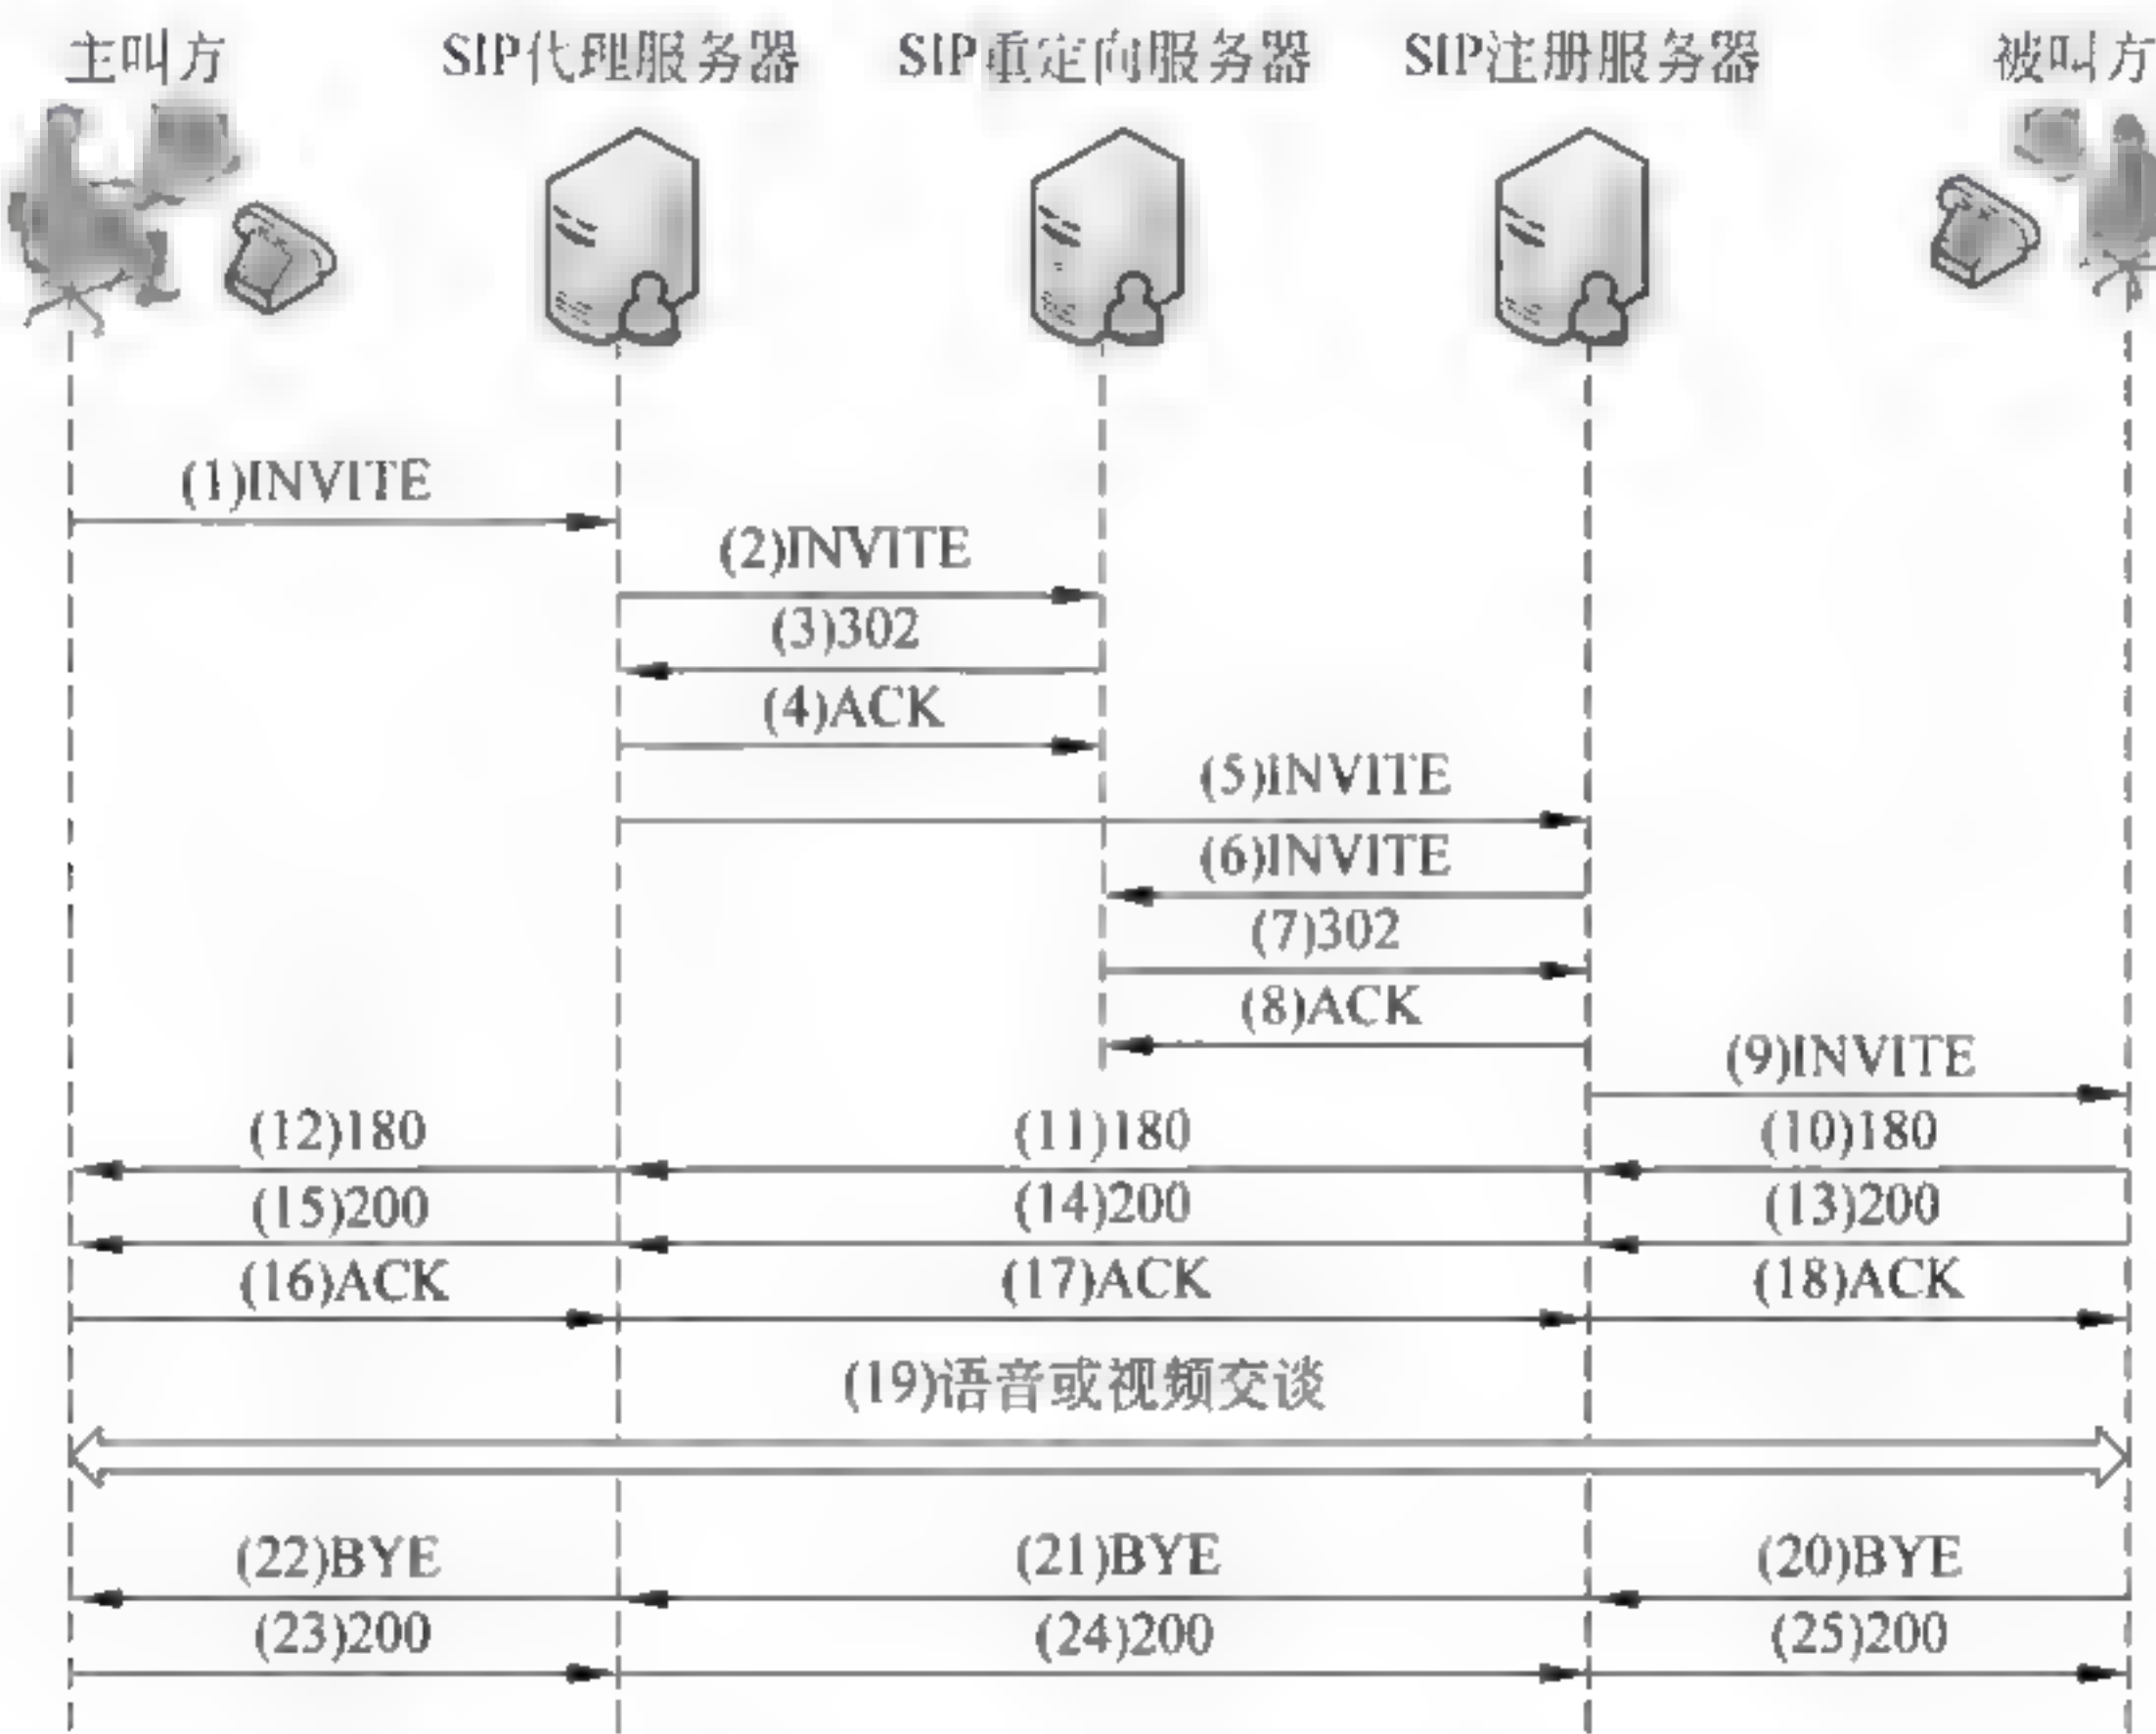 主叫方 SIP代理服务器 SIP重定向服务器 SIP注册服务器 被叫方
(1)INVITE
(2)INVITE
(3)302
(4)ACK
(5)INVITE
(6)INVITE
(7)302
(8)ACK
(9)INVITE
(12)180 (11)180 (10)180
(15)200 (14)200 (13)200
(16)ACK (17)ACK (18)ACK
(19)语音或视频交谈
(22)BYE (21)BYE (20)BYE
(23)200 (24)200 (25)200